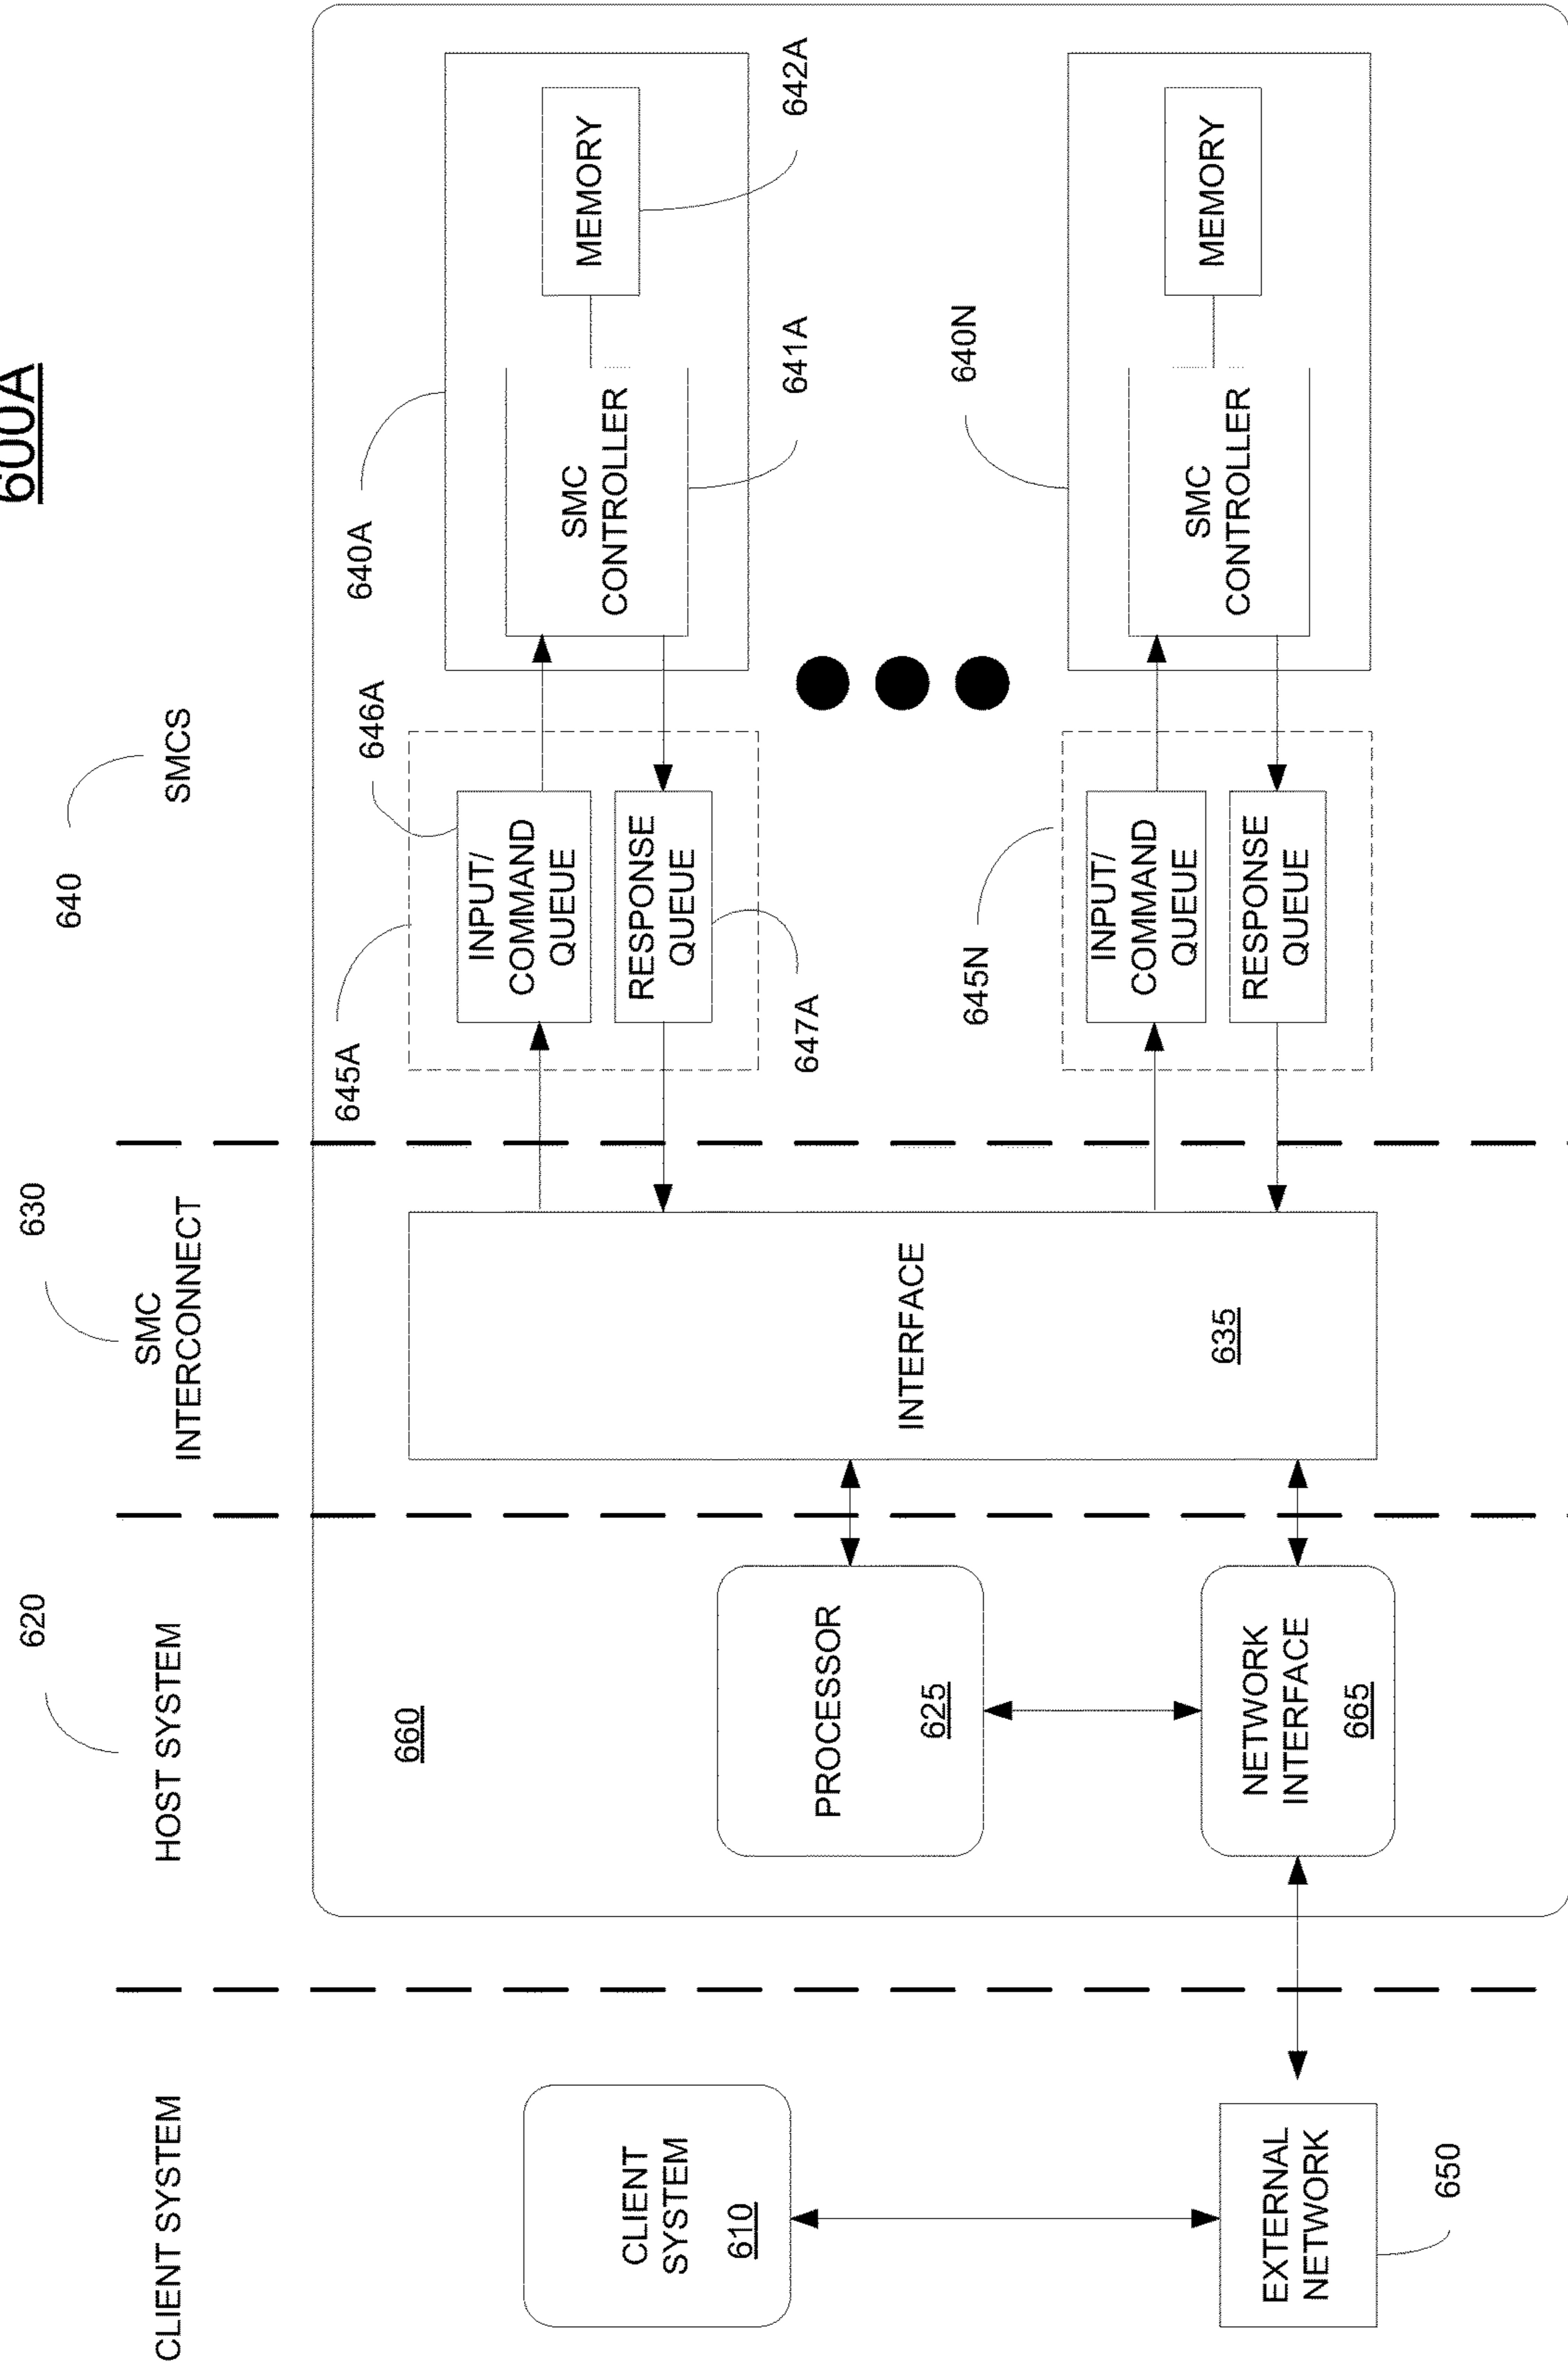 600A
620
630
640
CLIENT SYSTEM
HOST SYSTEM
SMC
INTERCONNECT
SMCS
CLIENT
SYSTEM
610
EXTERNAL
NETWORK
650
660
PROCESSOR
625
NETWORK
INTERFACE
665
INTERFACE
635
645A
646A
INPUT/
COMMAND
QUEUE
RESPONSE
QUEUE
647A
640A
SMC
CONTROLLER
641A
MEMORY
642A
645N
INPUT/
COMMAND
QUEUE
RESPONSE
QUEUE
640N
SMC
CONTROLLER
MEMORY